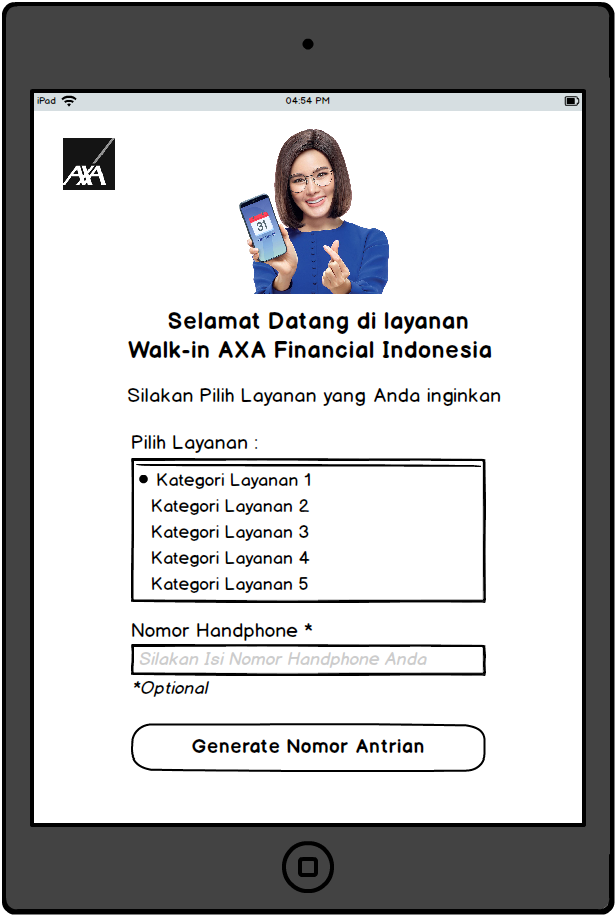 iPad
04:54 PM
AXA
31
Selamat Datang di layanan
Walk-in AXA Financial Indonesia
Silakan Pilih Layanan yang Anda inginkan
Pilih Layanan :
Kategori Layanan 1
Kategori Layanan 2
Kategori Layanan 3
Kategori Layanan 4
Kategori Layanan 5
Nomor Handphone *
Silakan Isi Nomor Handphone Anda
*Optional
Generate Nomor Antrian